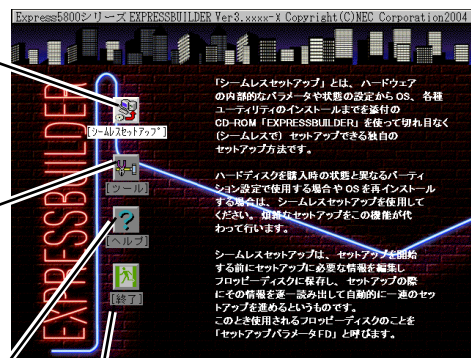 Express5800シリーズ EXPRESSBUILDER Ver3.xxxx-X Copyright(C)NEC Corporation2004
EXPRESSBUILDER
[シームレスセットアップ]
[ツール]
[ヘルプ]
[終了]
「シームレスセットアップ」とは、ハードウェア
の内部的なパラメータや状態の設定から OS、各種
ユーティリティのインストールまでを添付の
CD-ROM「EXPRESSBUILDER」を使って切れ目なく
(シームレスで) セットアップできる独自の
セットアップ方法です。
ハードディスクを購入時の状態と異なるパーティ
ション設定で使用する場合や OS を再インストール
する場合は、シームレスセットアップを使用して
ください。煩雑なセットアップをこの機能が代
わって行います。
シームレスセットアップは、セットアップを開始
する前にセットアップに必要な情報を編集し
フロッピーディスクに保存し、セットアップの際
にその情報を逐一読み出して自動的に一連のセッ
トアップを進めるというものです。
このとき使用されるフロッピーディスクのことを
「セットアップパラメータFD」と呼びます。